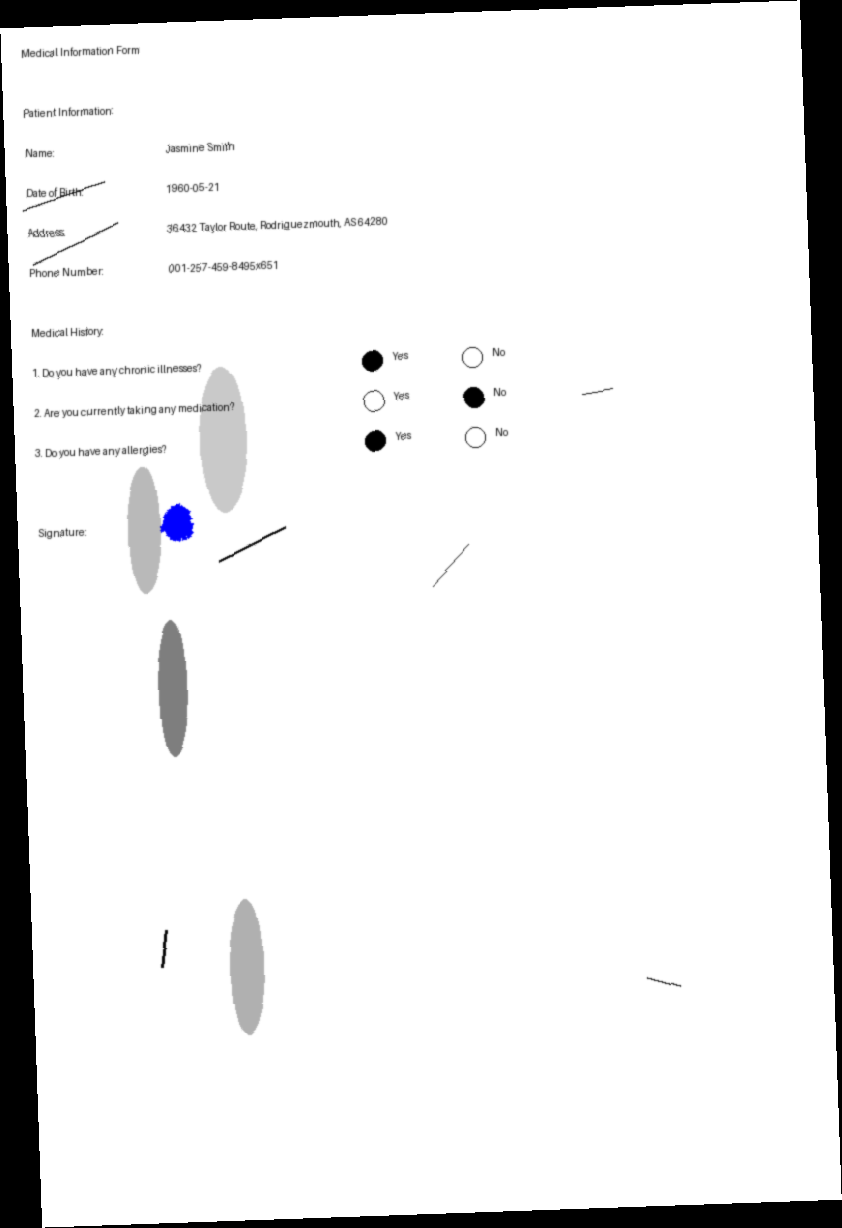 Medical Information Form
Patient Information:
Name: Jasmine Smith
Date of Birth: 1960-05-21
Address: 36432 Taylor Route, Rodriguezmouth, AS 64280
Phone Number: 001-257-459-8495x651
Medical History:
1. Do you have any chronic illnesses? Yes No
2. Are you currently taking any medication? Yes No
3. Do you have any allergies? Yes No
Signature: